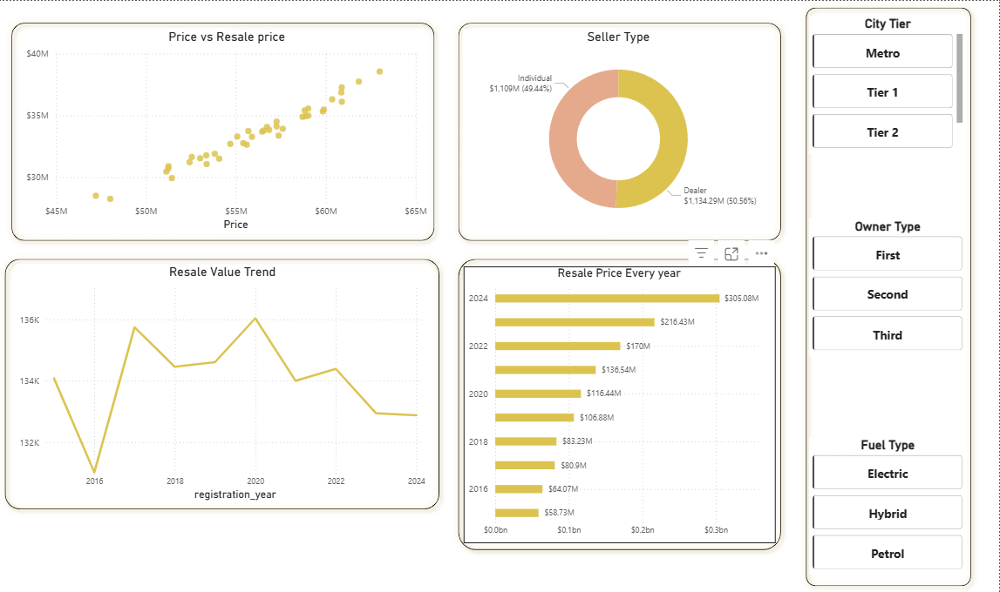 Price vs Resale price
$40M
$35M
$30M
$45M
$50M
$55M
$60M
$65M
Price
Seller Type
Individual
$1,109M (49.44%)
Dealer
$1,134.29M (50.56%)
Resale Value Trend
136K
134K
132K
2016
2018
2020
2022
2024
registration_year
Resale Price Every year
2024
$305.08M
$216.43M
2022
$170M
$136.54M
2020
$116.44M
$106.88M
2018
$83.23M
$80.9M
2016
$64.07M
$58.73M
$0.0bn
$0.1bn
$0.2bn
$0.3bn
City Tier
Metro
Tier 1
Tier 2
Owner Type
First
Second
Third
Fuel Type
Electric
Hybrid
Petrol